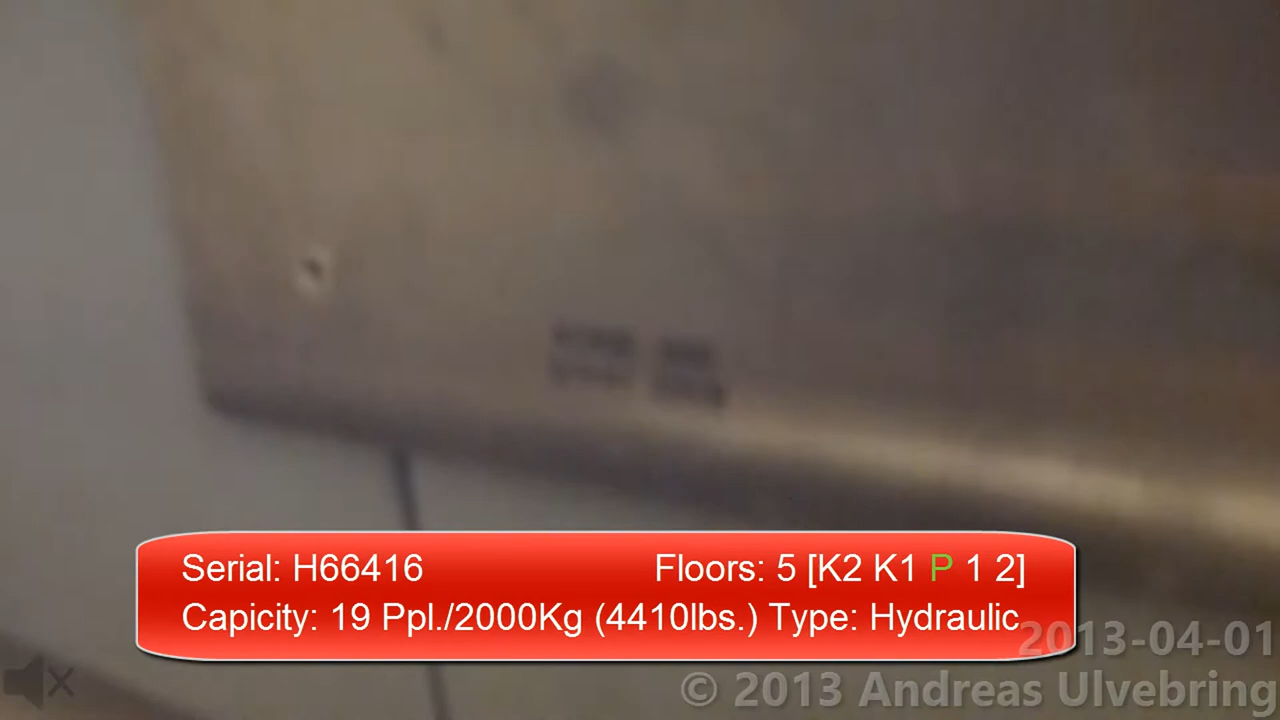 Serial: H66416 Floors: 5 [K2 K1 P 1 2]
Capicity: 19 Ppl./2000Kg (4410lbs.) Type: Hydraulic
2013-04-01
© 2013 Andreas Ulvebring